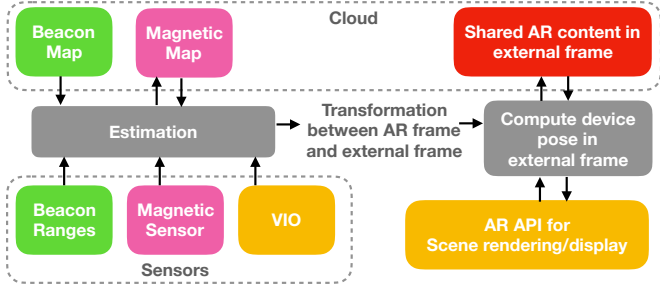 Cloud
Beacon
Map
Magnetic
Map
Shared AR content in
external frame
Estimation
Transformation
between AR frame
and external frame
Compute device
pose in
external frame
Beacon
Ranges
Magnetic
Sensor
VIO
AR API for
Scene rendering/display
Sensors